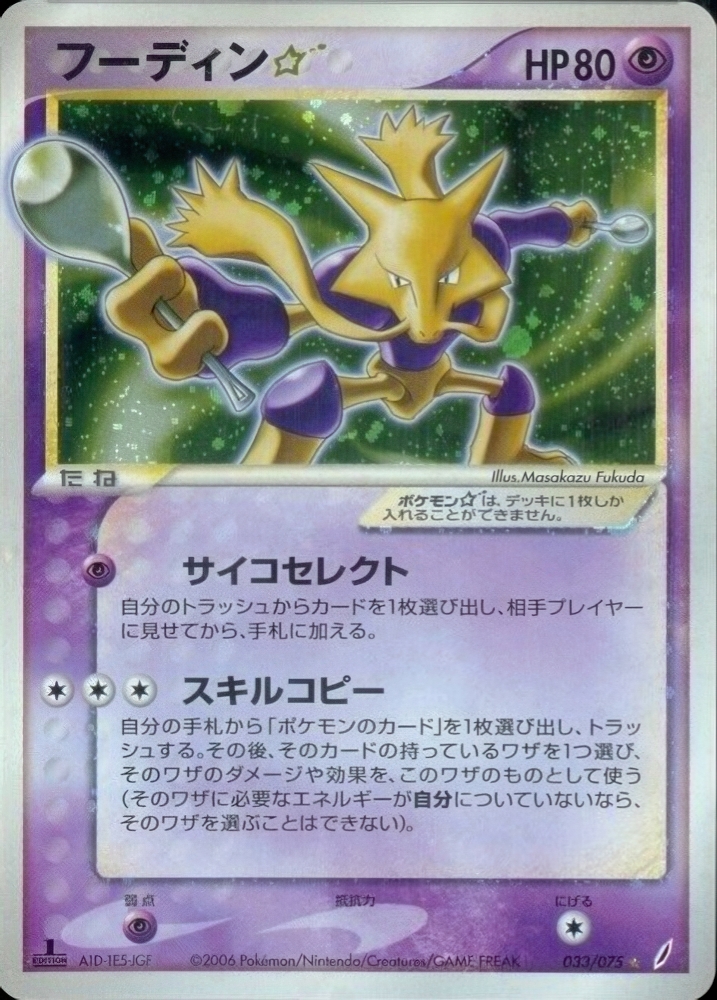 フーディン☆ HP80
たね
Illus. Masakazu Fukuda
ポケモン☆は、デッキに1枚しか
入れることができません。
サイコセレクト
自分のトラッシュからカードを1枚選び出し、相手プレイヤー
に見せてから、手札に加える。
スキルコピー
自分の手札から「ポケモンのカード」を1枚選び出し、トラッ
シュする。その後、そのカードの持っているワザを1つ選び、
そのワザのダメージや効果を、このワザのものとして使う
(そのワザに必要なエネルギーが自分についていないなら、
そのワザを選ぶことはできない)。
弱点 抵抗力 にげる
1 EDITION A1D-1E5-JGF ©2006 Pokémon/Nintendo/Creatures/GAME FREAK 033/075 ★